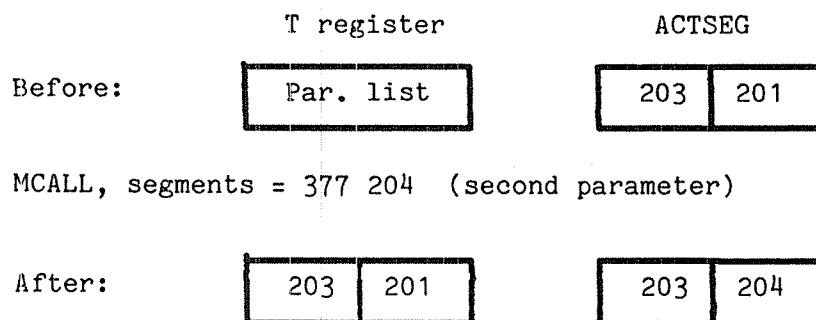 T register ACTSEG
Before: Par. list 203 201
MCALL, segments = 377 204 (second parameter)
After: 203 201 203 204